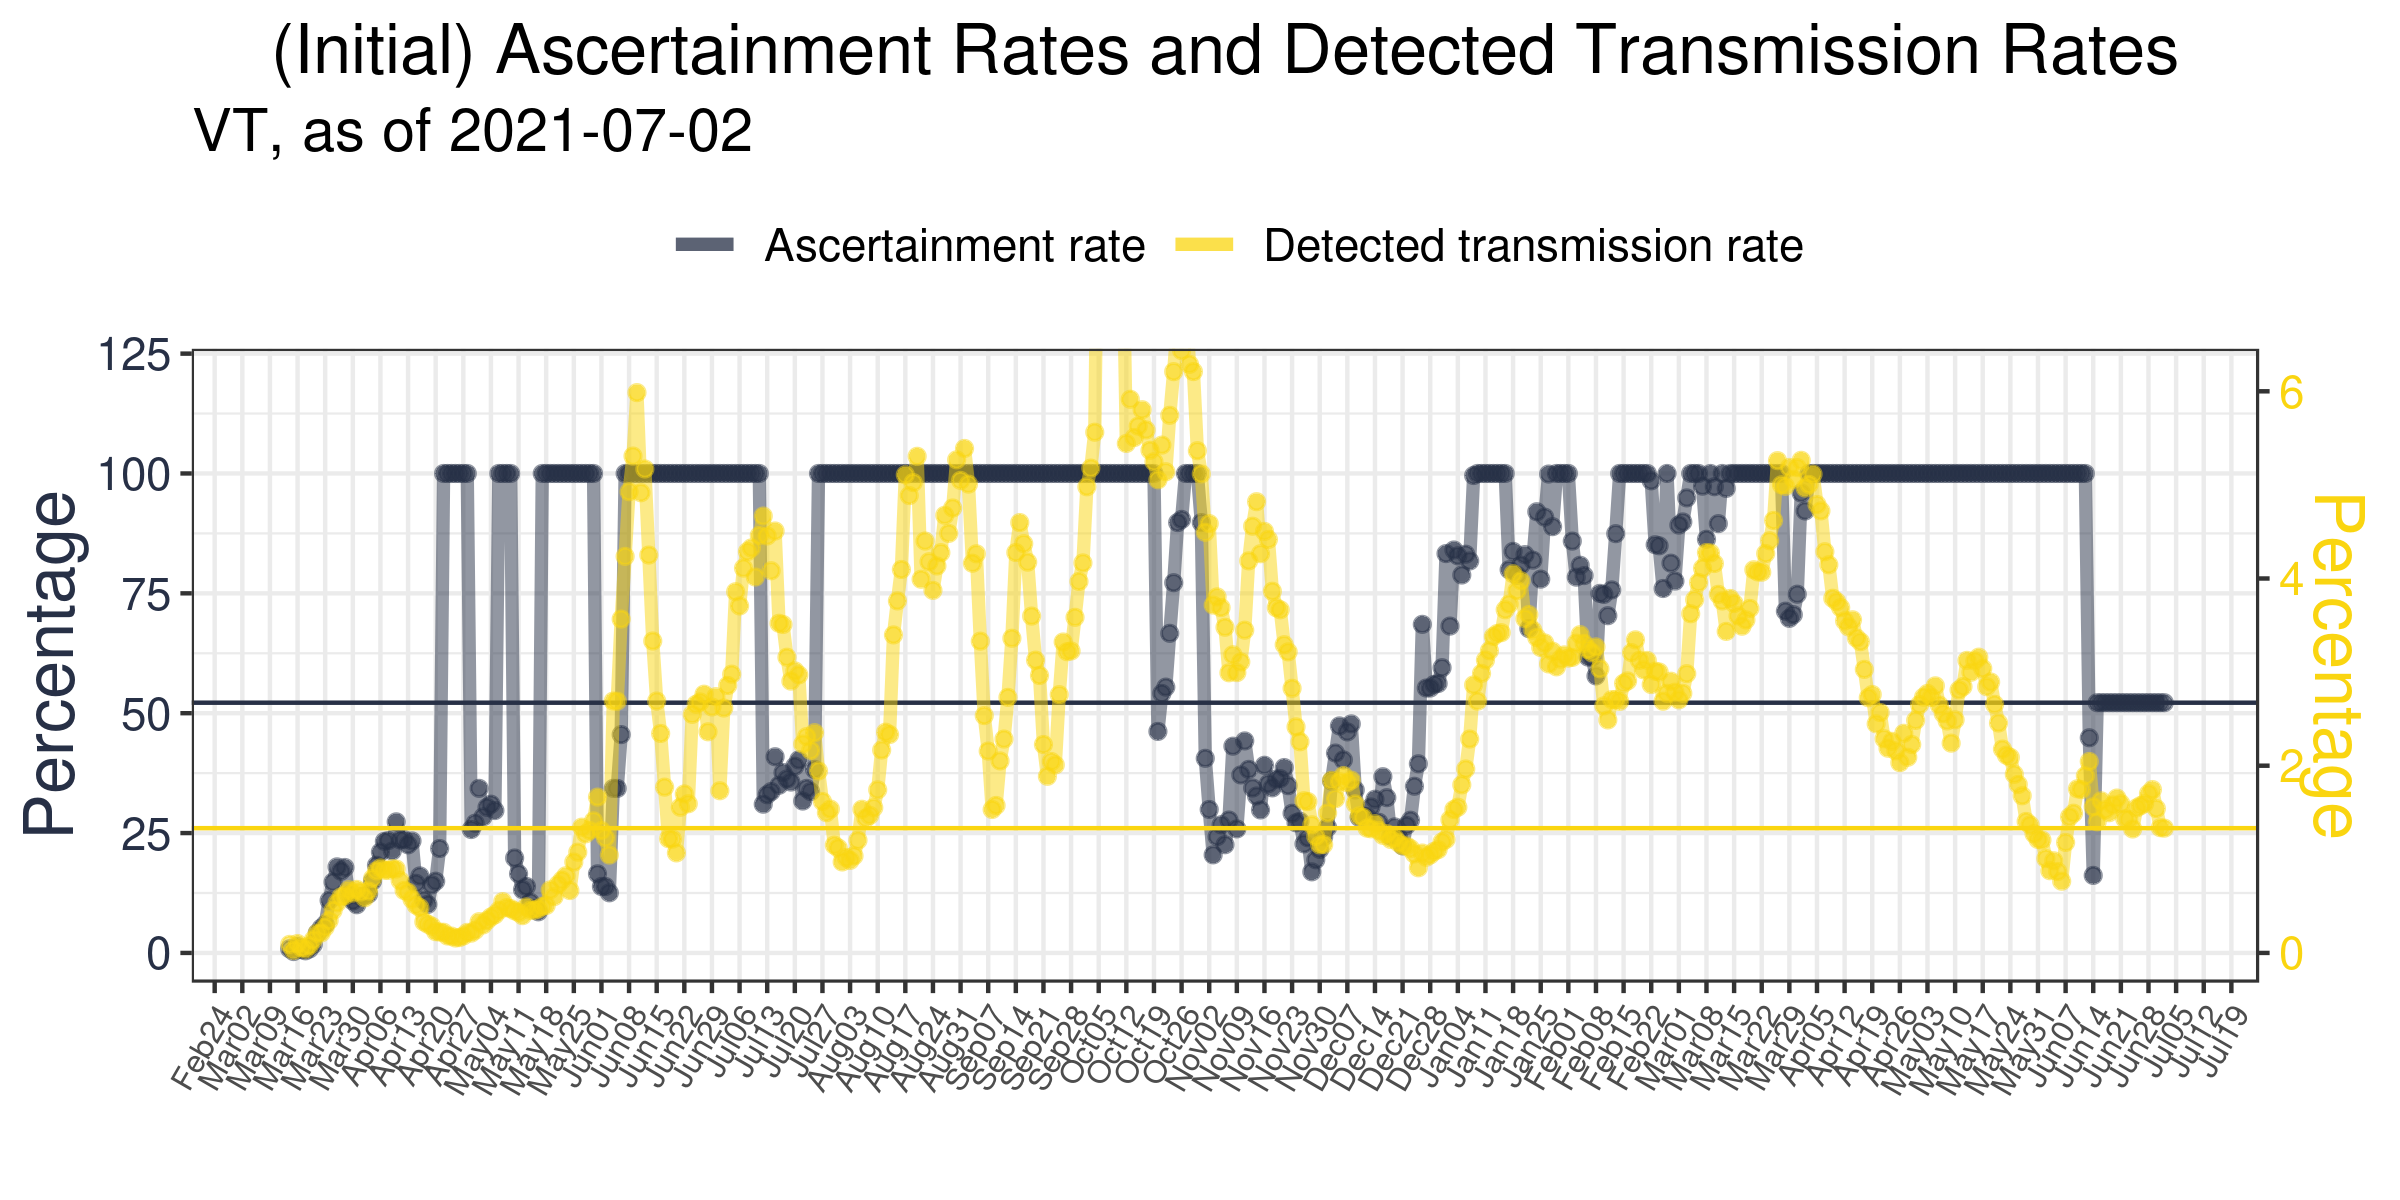 (Initial) Ascertainment Rates and Detected Transmission Rates
VT, as of 2021-07-02
Ascertainment rate
Detected transmission rate
Percentage
125
100
75
50
25
0
6
4
2
0
Percentage
Feb24
Mar02
Mar09
Mar16
Mar23
Mar30
Apr06
Apr13
Apr20
Apr27
May04
May11
May18
May25
Jun01
Jun08
Jun15
Jun22
Jun29
Jul06
Jul13
Jul20
Jul27
Aug03
Aug10
Aug17
Aug24
Aug31
Sep07
Sep14
Sep21
Sep28
Oct05
Oct12
Oct19
Oct26
Nov02
Nov09
Nov16
Nov23
Nov30
Dec07
Dec14
Dec21
Dec28
Jan04
Jan11
Jan18
Jan25
Feb01
Feb08
Feb15
Feb22
Mar01
Mar08
Mar15
Mar22
Mar29
Apr05
Apr12
Apr19
Apr26
May03
May10
May17
May24
May31
Jun07
Jun14
Jun21
Jun28
Jul05
Jul12
Jul19